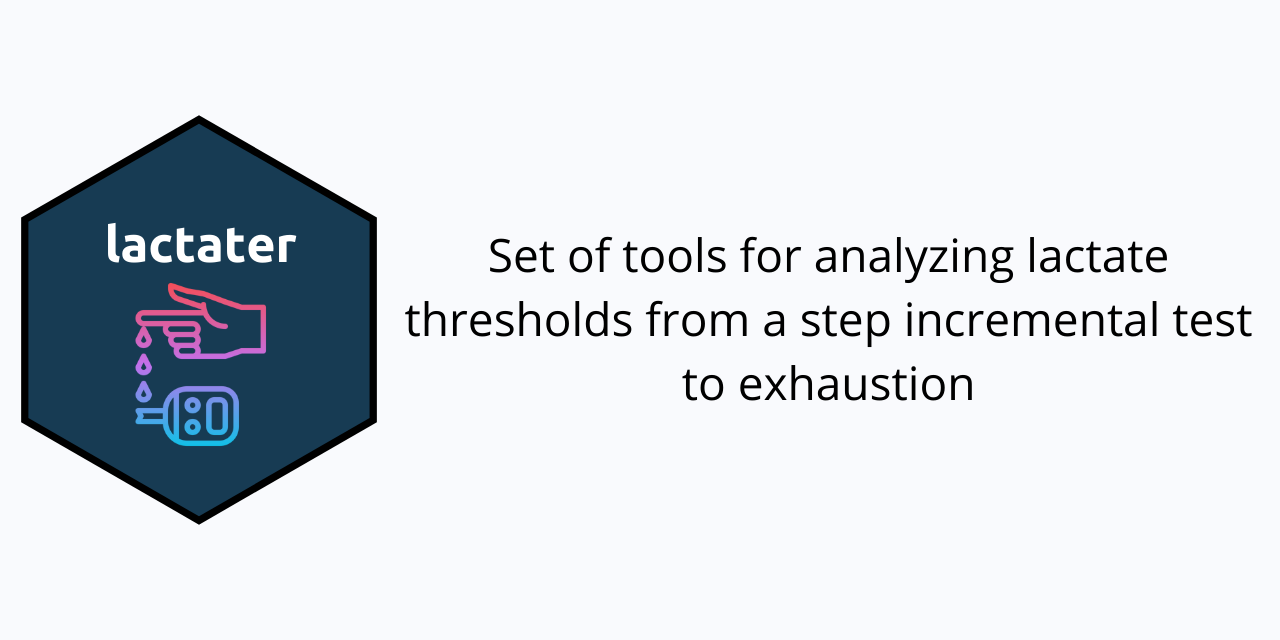 lactater
Set of tools for analyzing lactate
thresholds from a step incremental test
to exhaustion